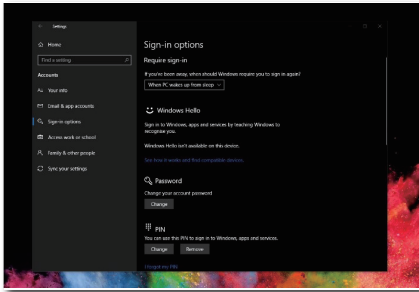 Settings
Home
Find a setting
Accounts
Your info
Email & app accounts
Sign-in options
Access work or school
Family & other people
Sync your settings
Sign-in options
Require sign-in
If you've been away, when should Windows require you to sign in again?
When PC wakes up from sleep
Windows Hello
Sign in to Windows, apps and services by teaching Windows to
recognise you.
Windows Hello isn't available on this device.
See how it works and find compatible devices.
Password
Change your account password
Change
PIN
You can use this PIN to sign in to Windows, apps and services.
Change Remove
I forgot my PIN